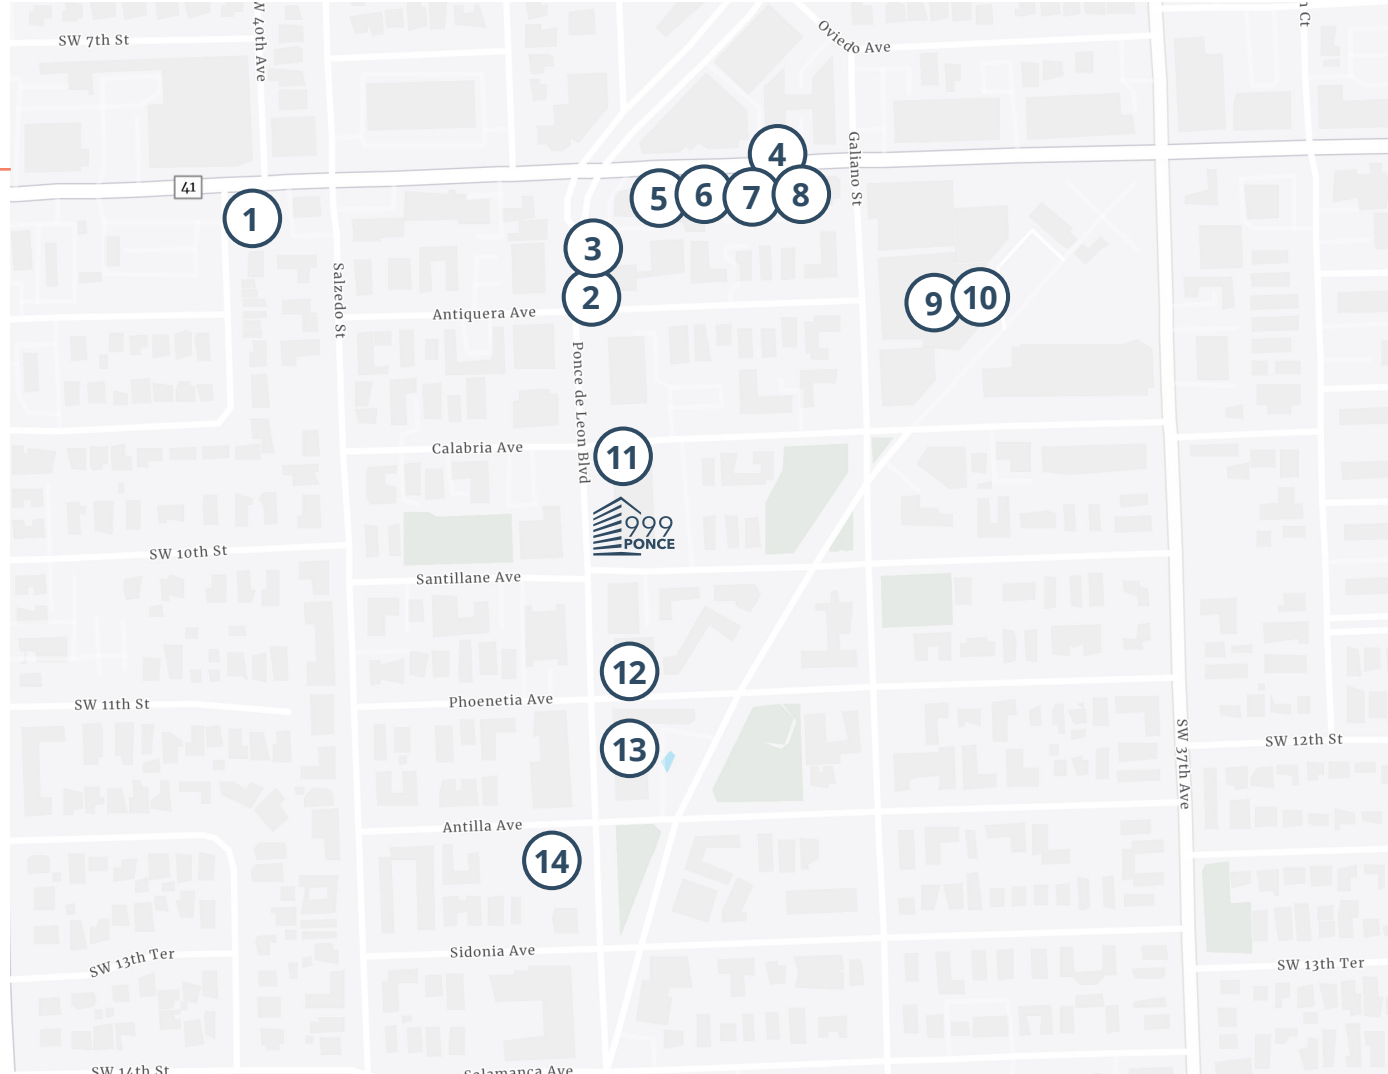 SW 7th St
W 40th Ave
Oviedo Ave
n Ct
41
4
Galiano St
1
5
6
7
8
3
2
Salzedo St
Antiquera Ave
9
10
Ponce de Leon Blvd
Calabria Ave
11
999
PONCE
SW 10th St
Santillane Ave
12
SW 11th St
Phoenetia Ave
13
SW 37th Ave
SW 12th St
Antilla Ave
14
SW 13th Ter
Sidonia Ave
SW 13th Ter
SW 14th St
Salamanca Ave